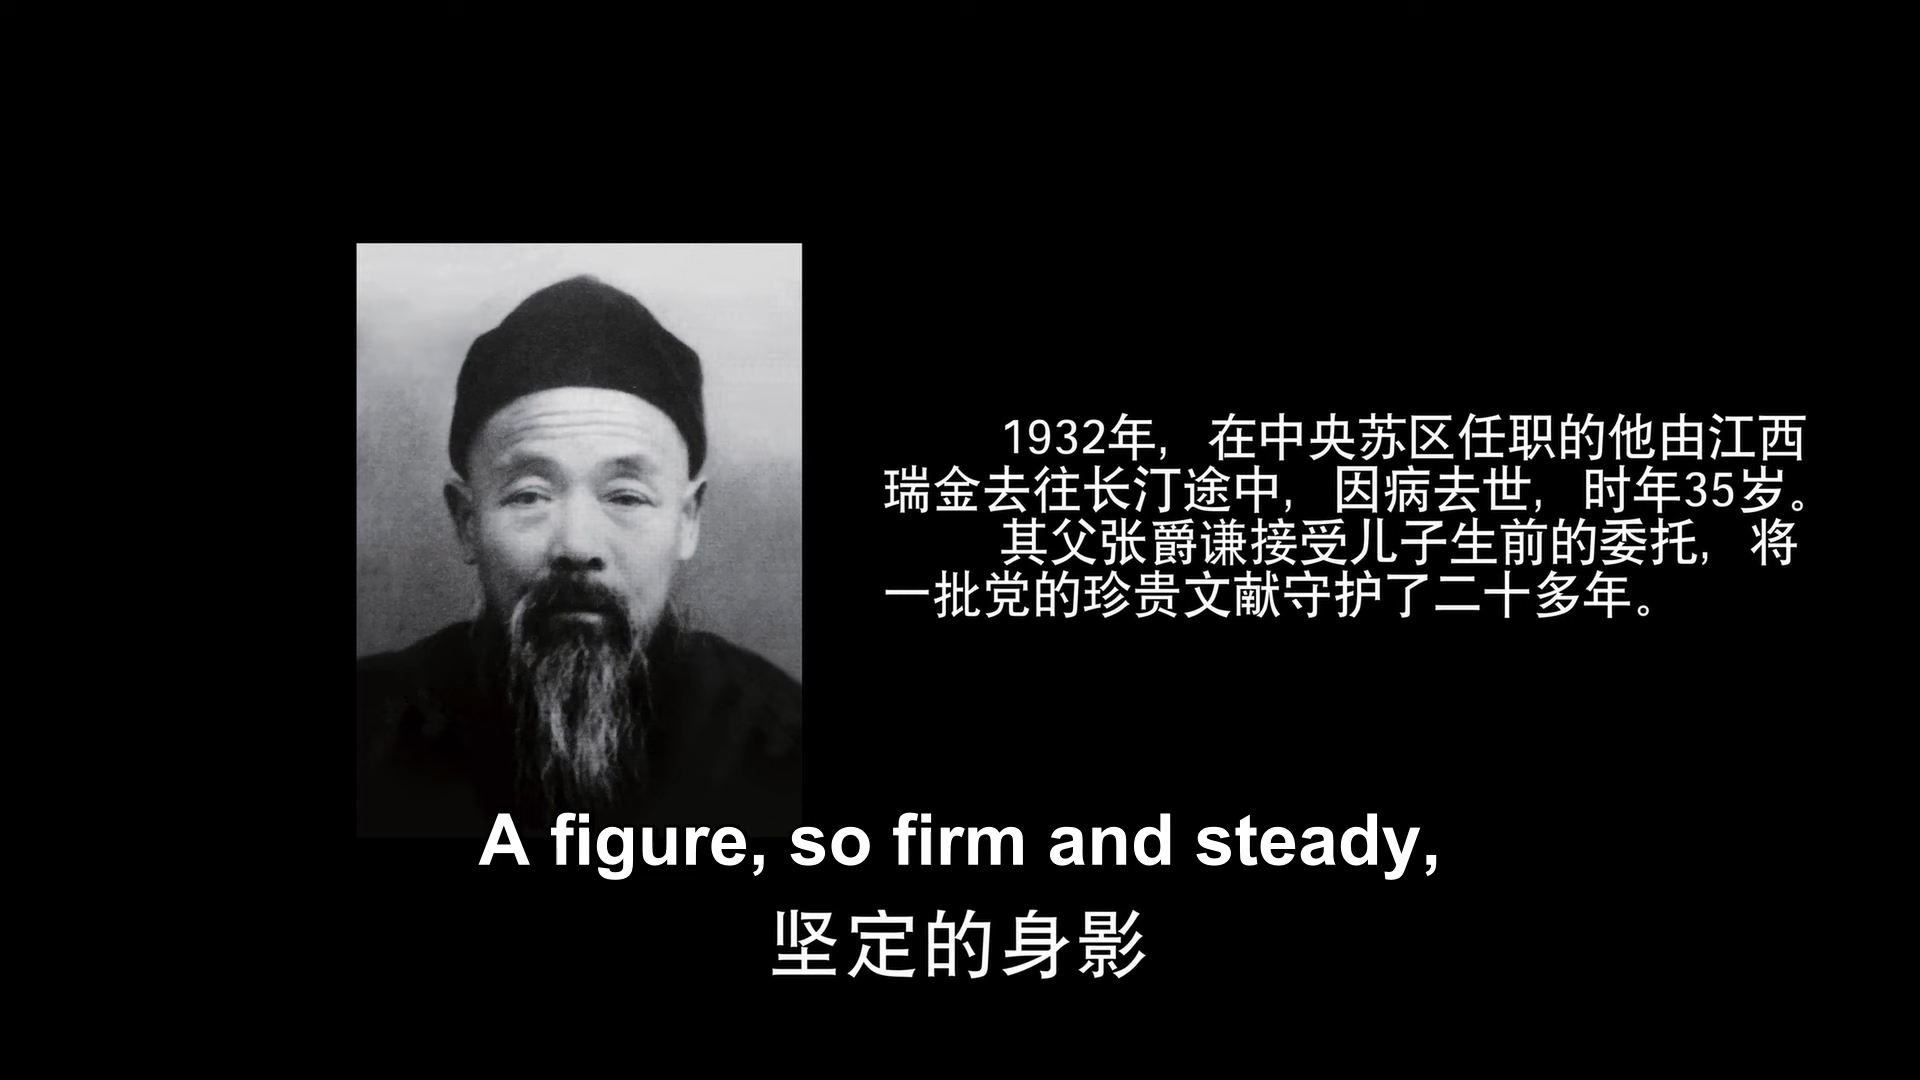 1932年，在中央苏区任职的他由江西
瑞金去往长汀途中，因病去世，时年35岁。
其父张爵谦接受儿子生前的委托，将
一批党的珍贵文献守护了二十多年。
A figure, so firm and steady,
坚定的身影